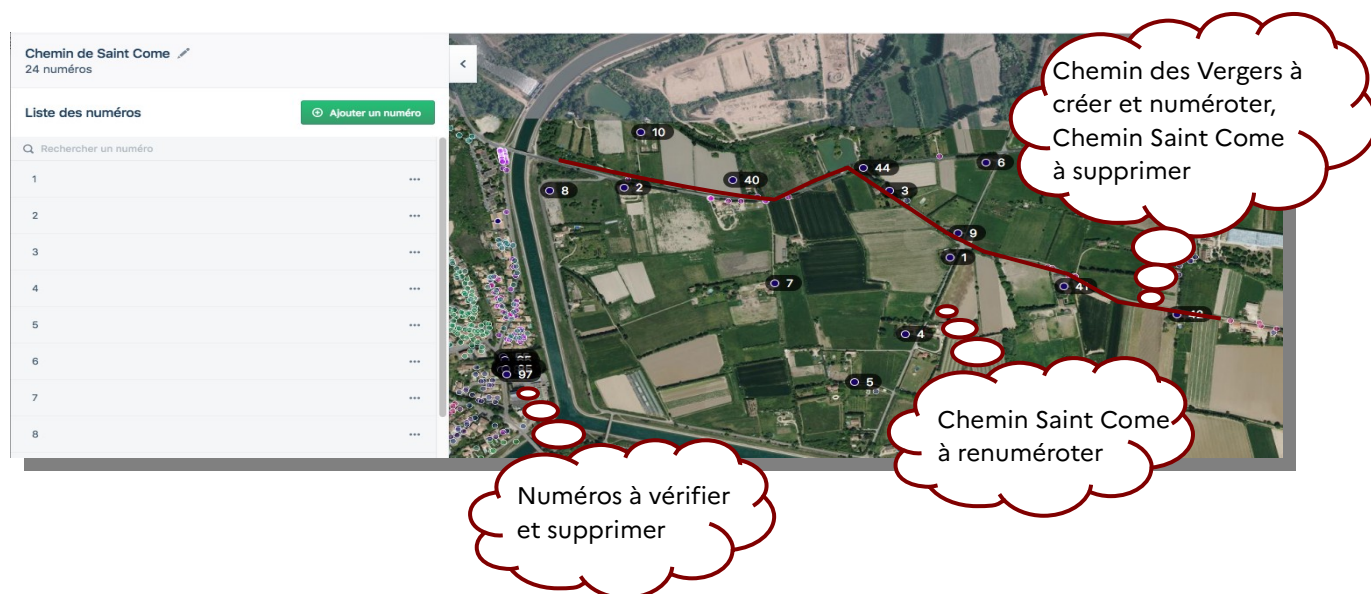 Chemin de Saint Come
24 numéros
Liste des numéros
Ajouter un numéro
Rechercher un numéro
1
2
3
4
5
6
7
8
10
40
44
6
8
2
3
9
1
7
41
42
4
5
97
Chemin des Vergers à
créer et numéroter,
Chemin Saint Come
à supprimer
Chemin Saint Come
à renuméroter
Numéros à vérifier
et supprimer